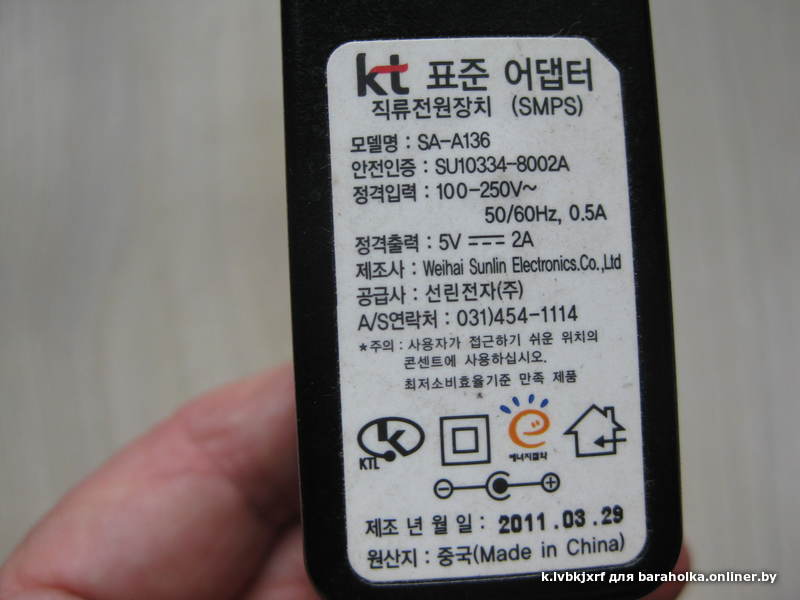 kt 표준 어댑터
직류전원장치 (SMPS)
모델명 : SA-A136
안전인증 : SU10334-8002A
정격입력 : 100-250V~
50/60Hz, 0.5A
정격출력 : 5V ⎓ 2A
제조사 : Weihai Sunlin Electronics.Co.,Ltd
공급사 : 선린전자(주)
A/S연락처 : 031)454-1114
*주의 : 사용자가 접근하기 쉬운 위치의
콘센트에 사용하십시오.
최저소비효율기준 만족 제품
KTL
에너지절약
제조 년 월 일 : 2011.03.29
원산지 : 중국(Made in China)
k.lvbkjxrf для baraholka.onliner.by